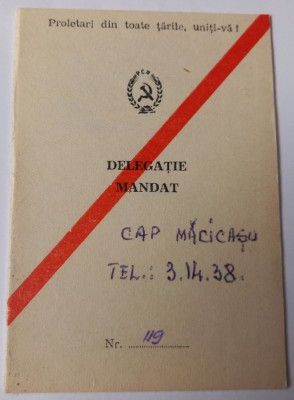 Proletari din toate țările, uniți-vă!
P.C.R.
DELEGAȚIE
MANDAT
CAP MĂCICAȘU
TEL.: 3.14.38.
Nr. 119